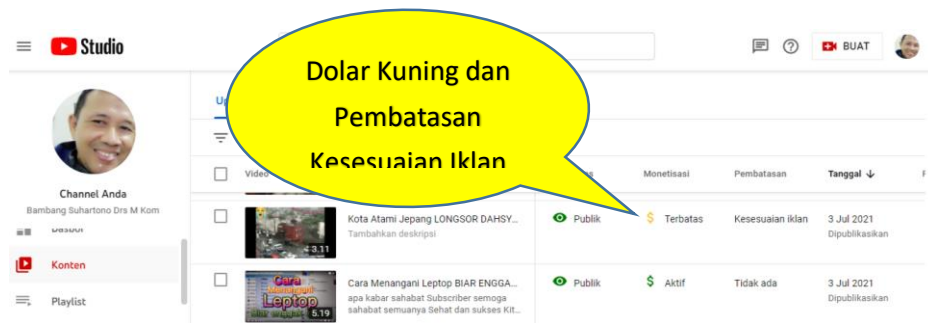 Studio
BUAT
Dolar Kuning dan
Pembatasan
Kesesuaian Iklan
Channel Anda
Bambang Suhartono Drs M Kom
Konten
Playlist
Video
Monetisasi
Pembatasan
Tanggal
3.11
Kota Atami Jepang LONGSOR DAHSY...
Tambahkan deskripsi
Publik
$ Terbatas
Kesesuaian iklan
3 Jul 2021
Dipublikasikan
Cara
Menangani
Leptop
Biar enggak
5.19
Cara Menangani Leptop BIAR ENGGA...
apa kabar sahabat Subscriber semoga
sahabat semuanya Sehat dan sukses Kit...
Publik
$ Aktif
Tidak ada
3 Jul 2021
Dipublikasikan